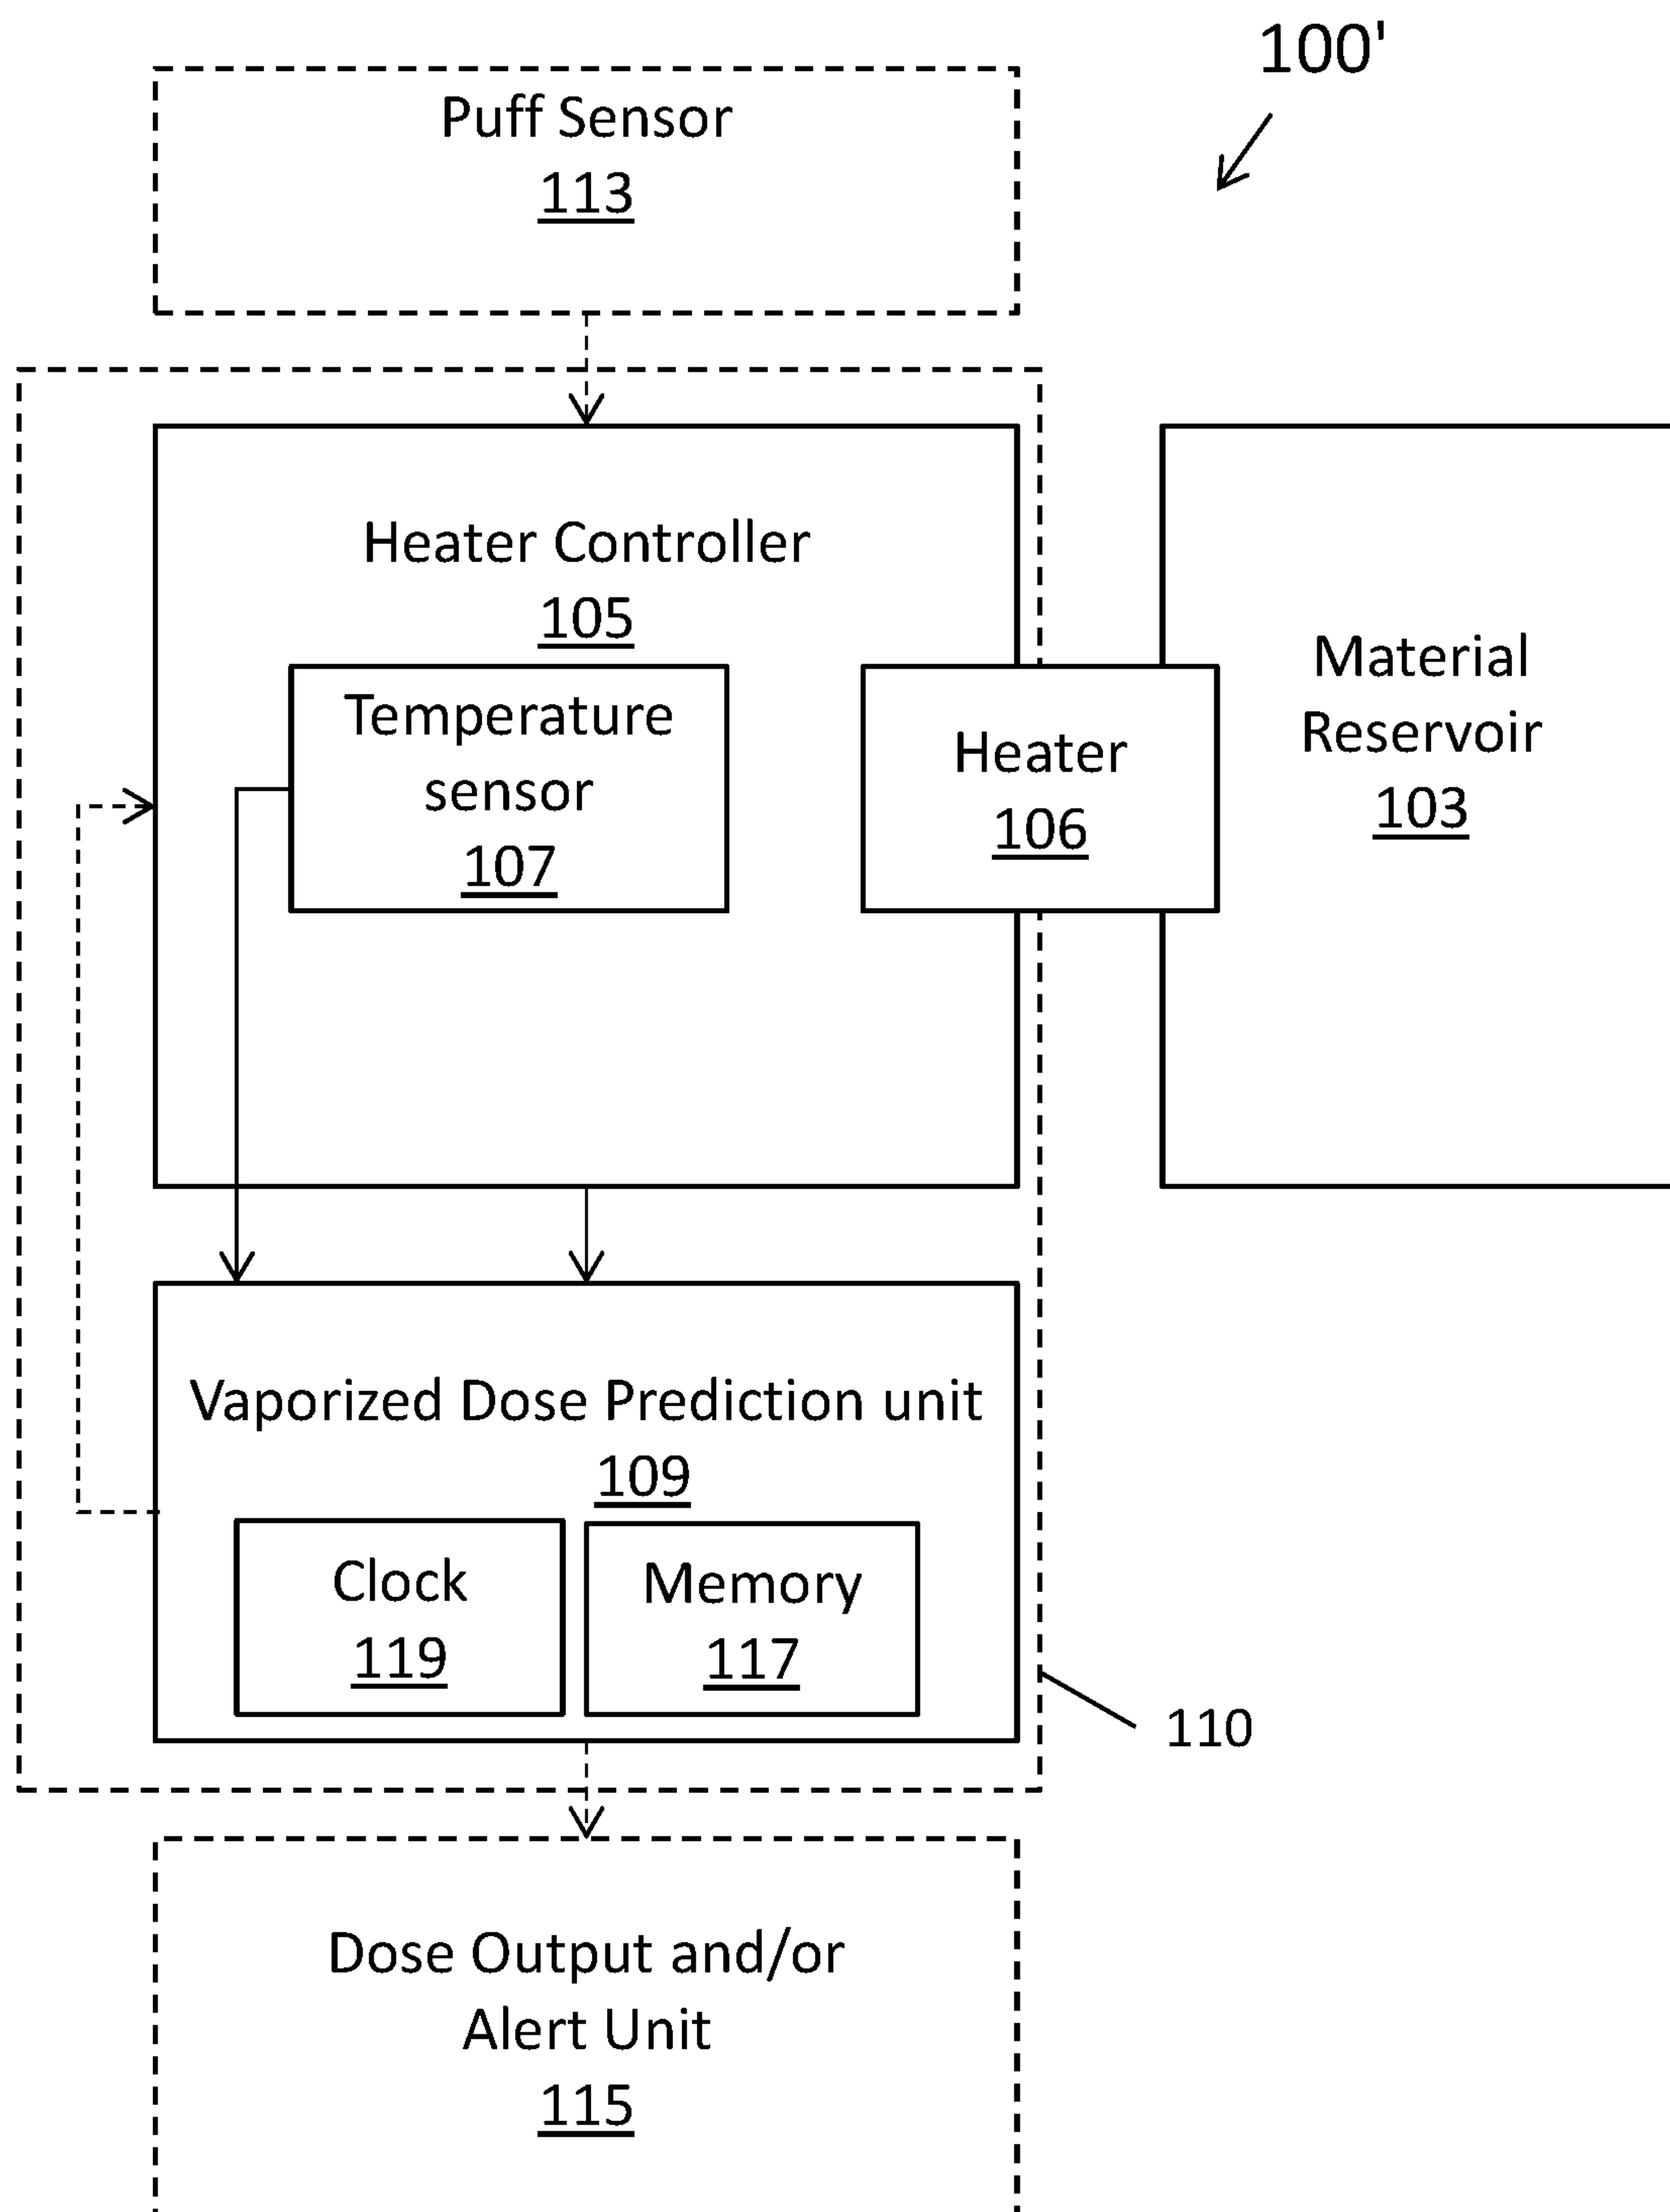 100'
Puff Sensor
113
Heater Controller
105
Temperature
sensor
107
Heater
106
Material
Reservoir
103
Vaporized Dose Prediction unit
109
Clock
119
Memory
117
110
Dose Output and/or
Alert Unit
115